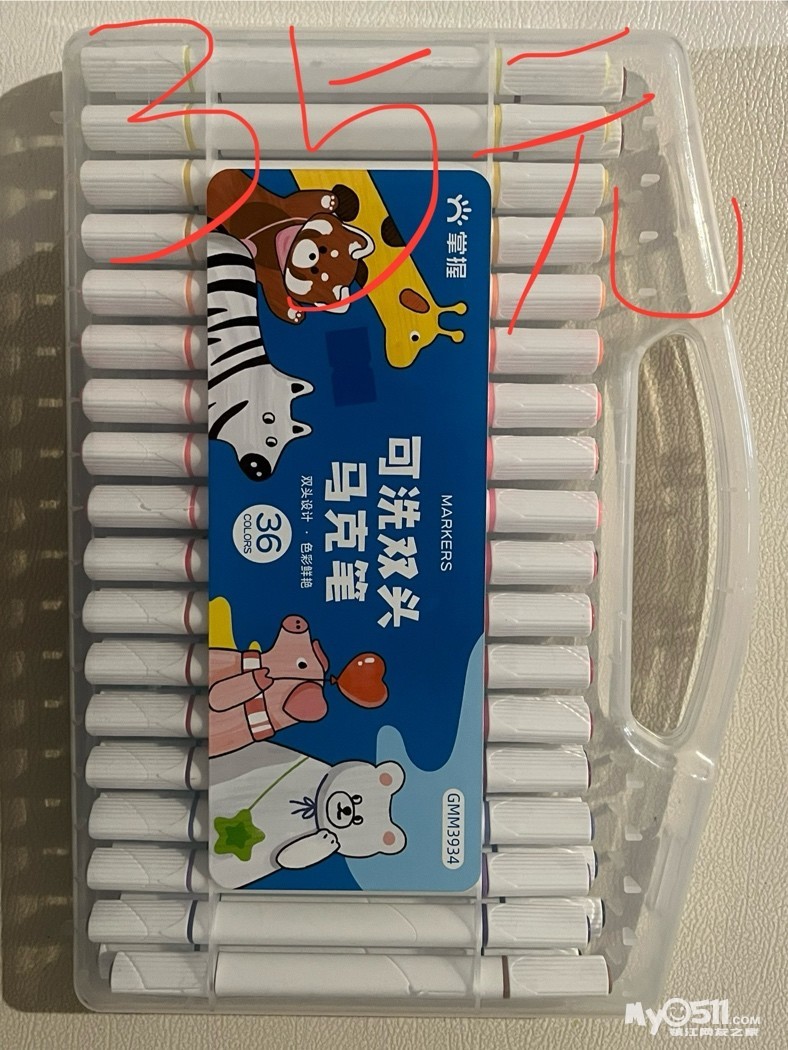 35元
掌握
MARKERS
可洗双头
马克笔
双头设计·色彩鲜艳
36
COLORS
GMM3934
My0511.COM
镇江网友之家